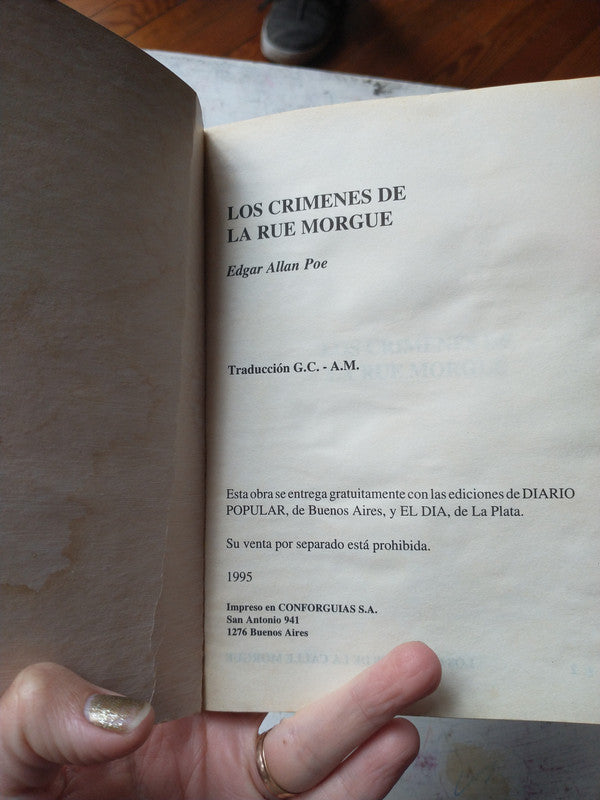 LOS CRIMENES DE
LA RUE MORGUE
Edgar Allan Poe
Traducción G.C. - A.M.
Esta obra se entrega gratuitamente con las ediciones de DIARIO
POPULAR, de Buenos Aires, y EL DIA, de La Plata.
Su venta por separado está prohibida.
1995
Impreso en CONFORGUIAS S.A.
San Antonio 941
1276 Buenos Aires